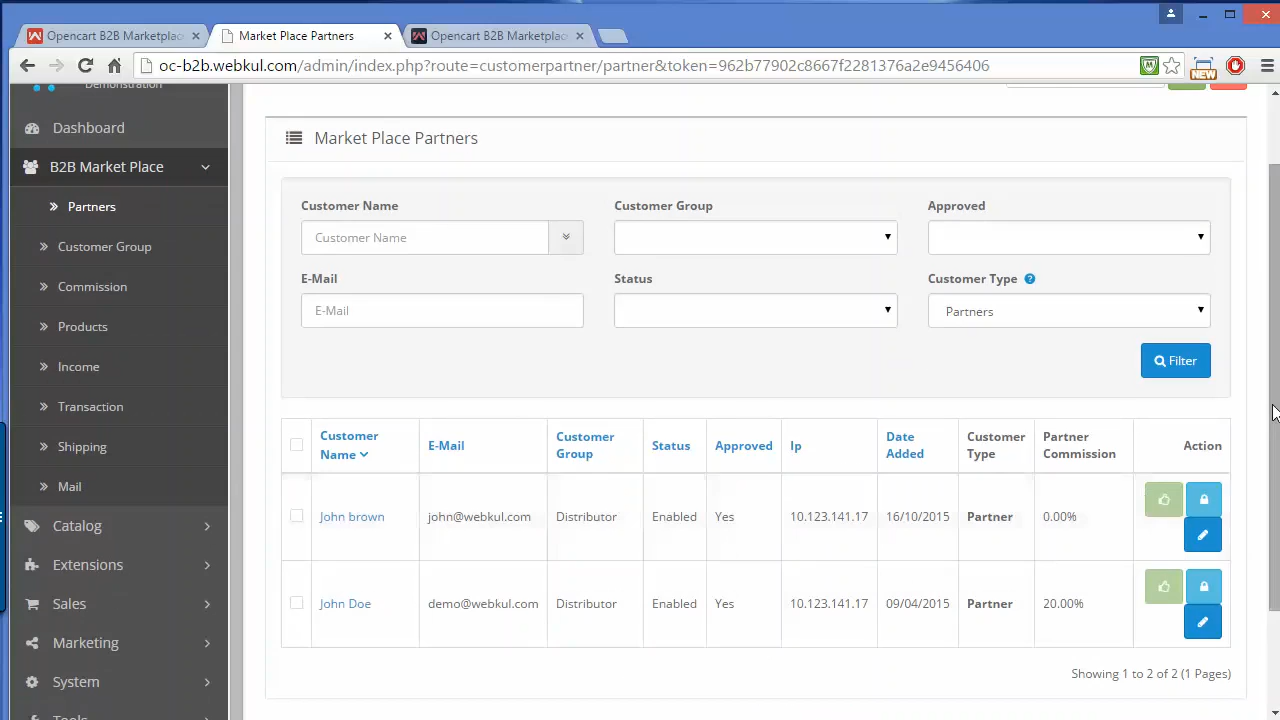 Opencart B2B Marketplac
Market Place Partners
Opencart B2B Marketplac
oc-b2b.webkul.com/admin/index.php?route=customerpartner/partner&token=962b77902c8667f2281376a2e9456406
NEW
Demonstration
Dashboard
B2B Market Place
Partners
Customer Group
Commission
Products
Income
Transaction
Shipping
Mail
Catalog
Extensions
Sales
Marketing
System
Tools
Market Place Partners
Customer Name
Customer Group
Approved
Customer Name
E-Mail
Status
Customer Type
E-Mail
Partners
Filter
Customer Name
E-Mail
Customer Group
Status
Approved
Ip
Date Added
Customer Type
Partner Commission
Action
John brown john@webkul.com Distributor Enabled Yes 10.123.141.17 16/10/2015 Partner 0.00%
John Doe demo@webkul.com Distributor Enabled Yes 10.123.141.17 09/04/2015 Partner 20.00%
Showing 1 to 2 of 2 (1 Pages)